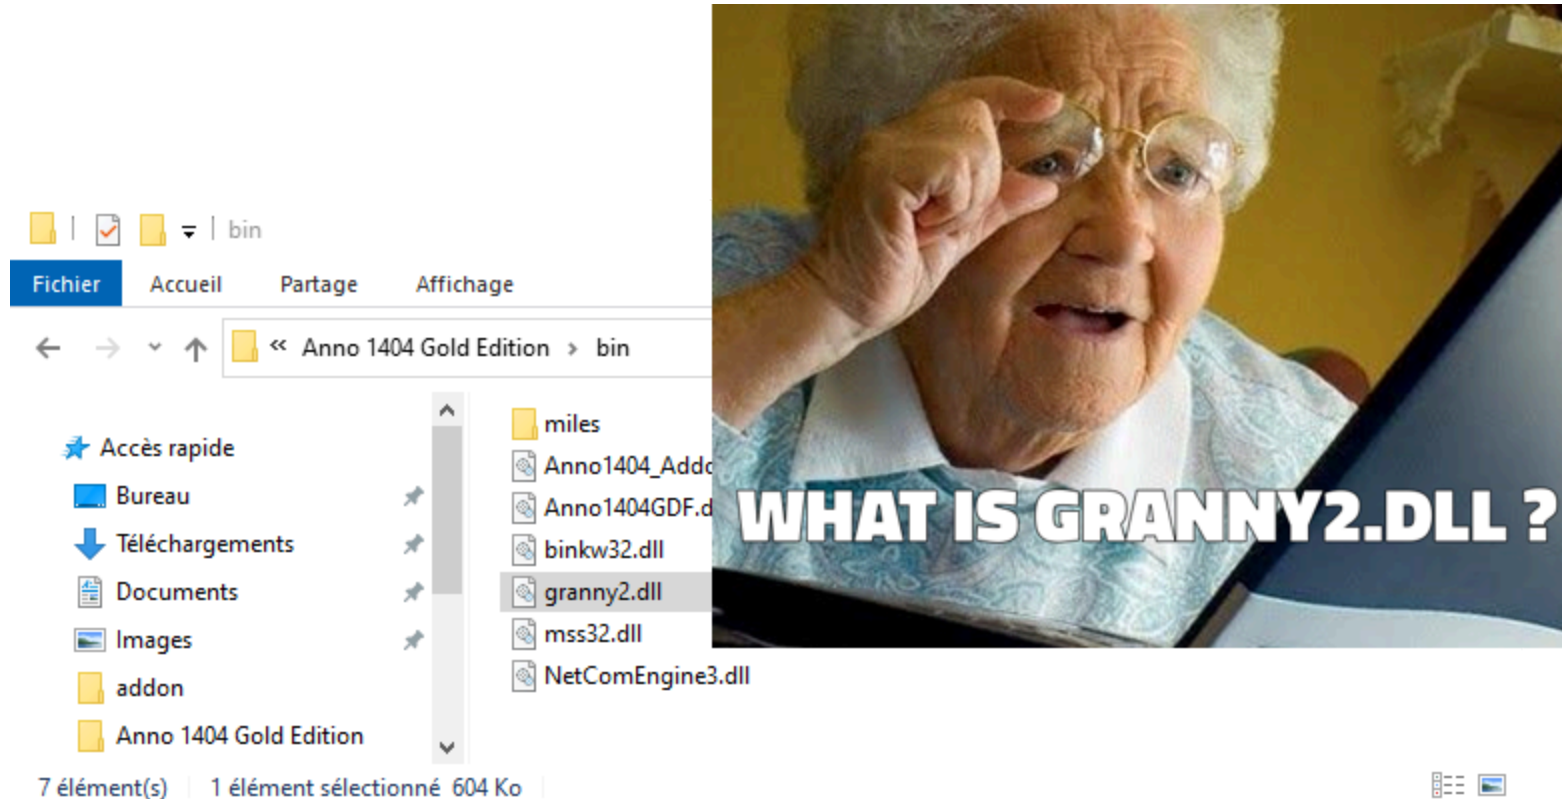 bin
Fichier Accueil Partage Affichage
« Anno 1404 Gold Edition > bin
Accès rapide
Bureau
Téléchargements
Documents
Images
addon
Anno 1404 Gold Edition
miles
Anno1404_Addo
Anno1404GDF.d
binkw32.dll
granny2.dll
mss32.dll
NetComEngine3.dll
WHAT IS GRANNY2.DLL ?
7 élément(s) 1 élément sélectionné 604 Ko